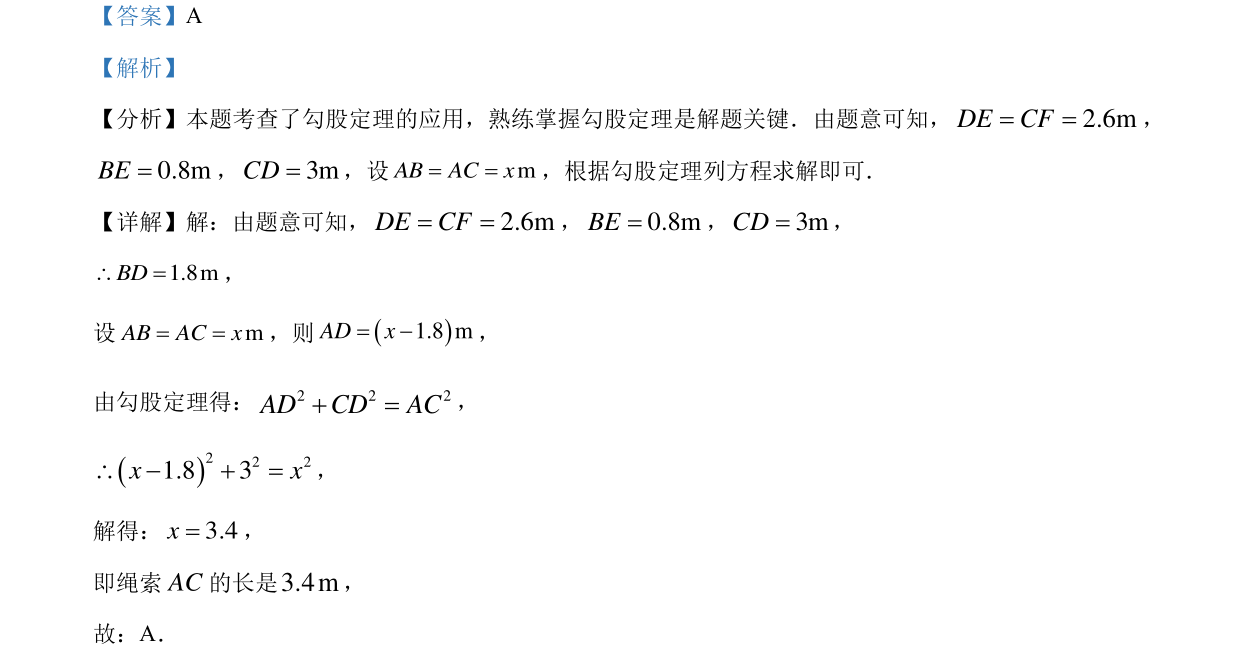 【答案】A
【解析】
【分析】本题考查了勾股定理的应用，熟练掌握勾股定理是解题关键．由题意可知，DE = CF = 2.6m，
BE = 0.8m，CD = 3m，设 AB = AC = x m，根据勾股定理列方程求解即可．
【详解】解：由题意可知，DE = CF = 2.6m，BE = 0.8m，CD = 3m，
∴BD = 1.8m，
设 AB = AC = x m，则 AD = (x − 1.8)m，
由勾股定理得：AD² + CD² = AC²，
∴(x − 1.8)² + 3² = x²，
解得：x = 3.4，
即绳索 AC 的长是3.4m，
故：A．